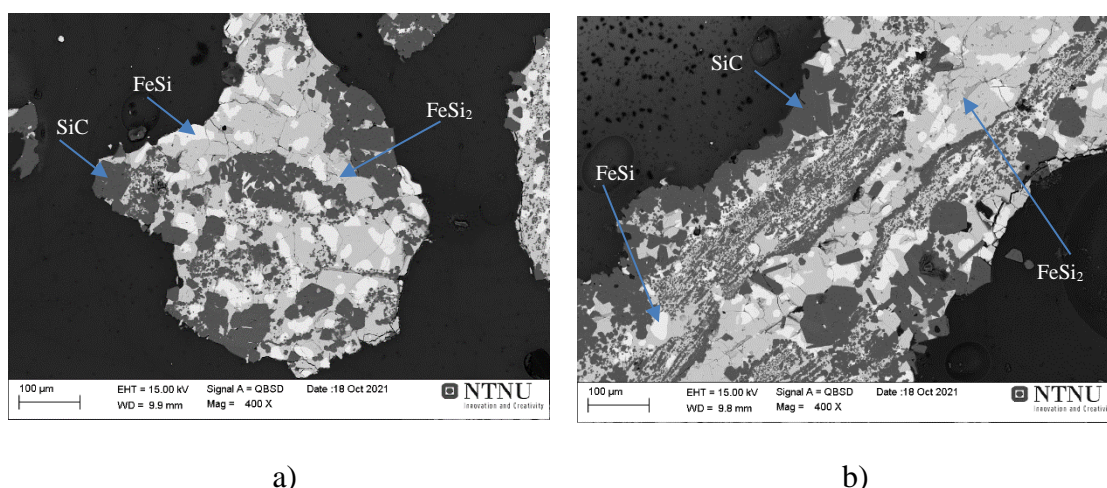 FeSi
SiC
FeSi₂
100 µm
EHT = 15.00 kV Signal A = QBSD Date :18 Oct 2021
WD = 9.9 mm Mag = 400 X
NTNU
Innovation and Creativity
a)
SiC
FeSi
FeSi₂
100 µm
EHT = 15.00 kV Signal A = QBSD Date :18 Oct 2021
WD = 9.8 mm Mag = 400 X
NTNU
Innovation and Creativi
b)